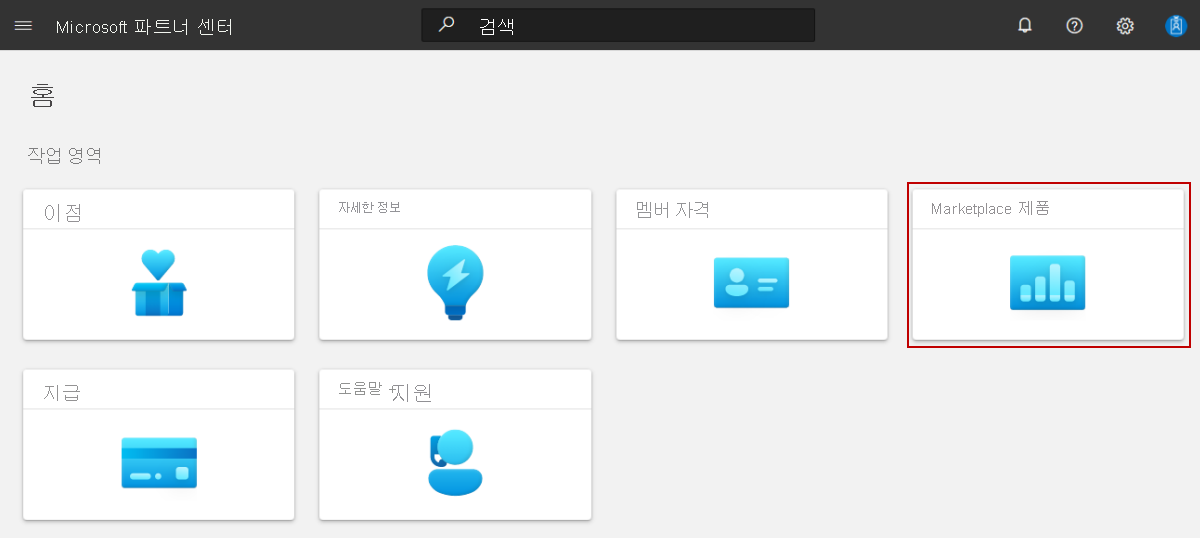 Microsoft 파트너 센터
검색
홈
작업 영역
이점
자세한 정보
멤버 자격
Marketplace 제품
지급
도움말 +지원